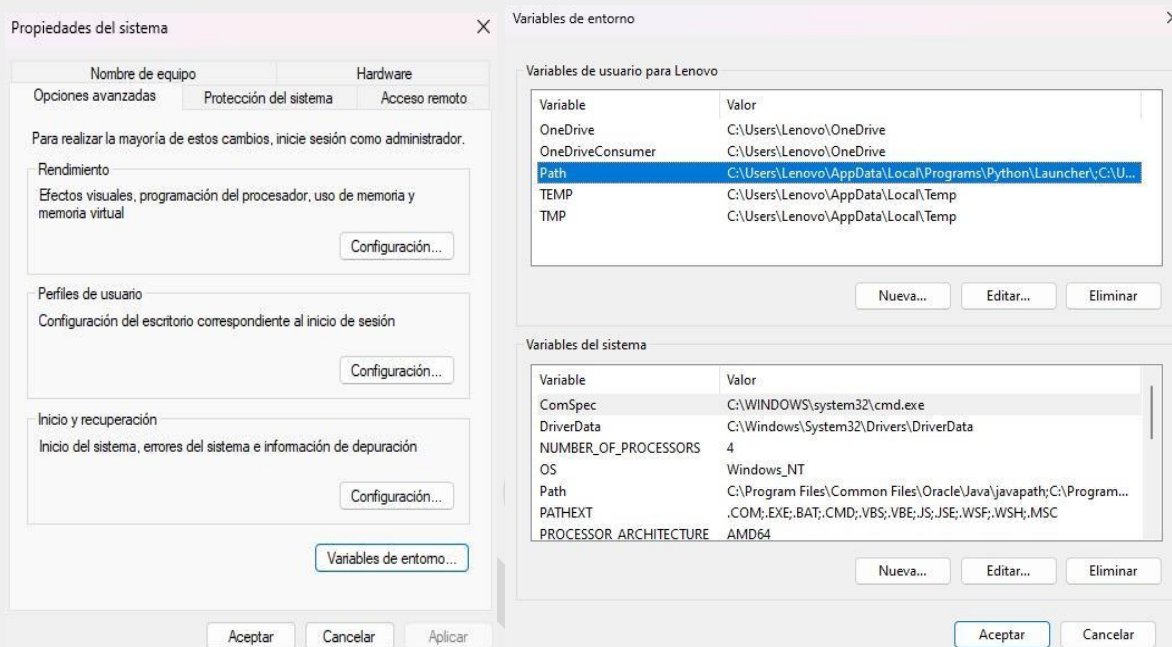 Propiedades del sistema
Nombre de equipo Hardware
Opciones avanzadas Protección del sistema Acceso remoto
Para realizar la mayoría de estos cambios, inicie sesión como administrador.
Rendimiento
Efectos visuales, programación del procesador, uso de memoria y
memoria virtual
Configuración...
Perfiles de usuario
Configuración del escritorio correspondiente al inicio de sesión
Configuración...
Inicio y recuperación
Inicio del sistema, errores del sistema e información de depuración
Configuración...
Variables de entorno...
Aceptar Cancelar Aplicar
Variables de entorno
Variables de usuario para Lenovo
Variable Valor
OneDrive C:\Users\Lenovo\OneDrive
OneDriveConsumer C:\Users\Lenovo\OneDrive
Path C:\Users\Lenovo\AppData\Local\Programs\Python\Launcher\;C:\U...
TEMP C:\Users\Lenovo\AppData\Local\Temp
TMP C:\Users\Lenovo\AppData\Local\Temp
Nueva... Editar... Eliminar
Variables del sistema
Variable Valor
ComSpec C:\WINDOWS\system32\cmd.exe
DriverData C:\Windows\System32\Drivers\DriverData
NUMBER_OF_PROCESSORS 4
OS Windows_NT
Path C:\Program Files\Common Files\Oracle\Java\javapath;C:\Program...
PATHEXT .COM;.EXE;.BAT;.CMD;.VBS;.VBE;.JS;.JSE;.WSF;.WSH;.MSC
PROCESSOR_ARCHITECTURE AMD64
Nueva... Editar... Eliminar
Aceptar Cancelar